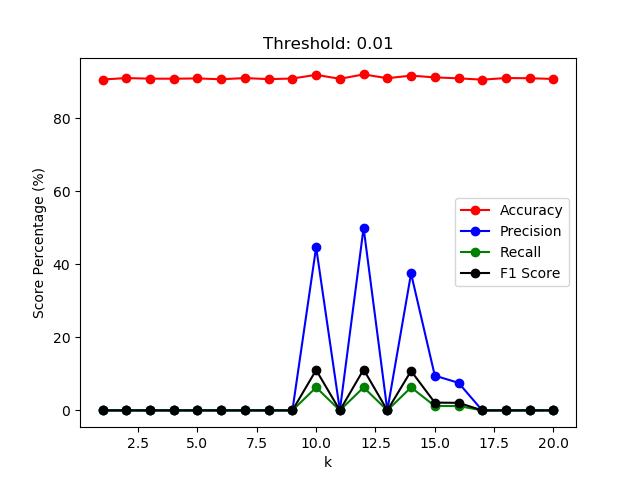 Threshold: 0.01
Score Percentage (%)
80
60
40
20
0
Accuracy
Precision
Recall
F1 Score
2.5 5.0 7.5 10.0 12.5 15.0 17.5 20.0
k